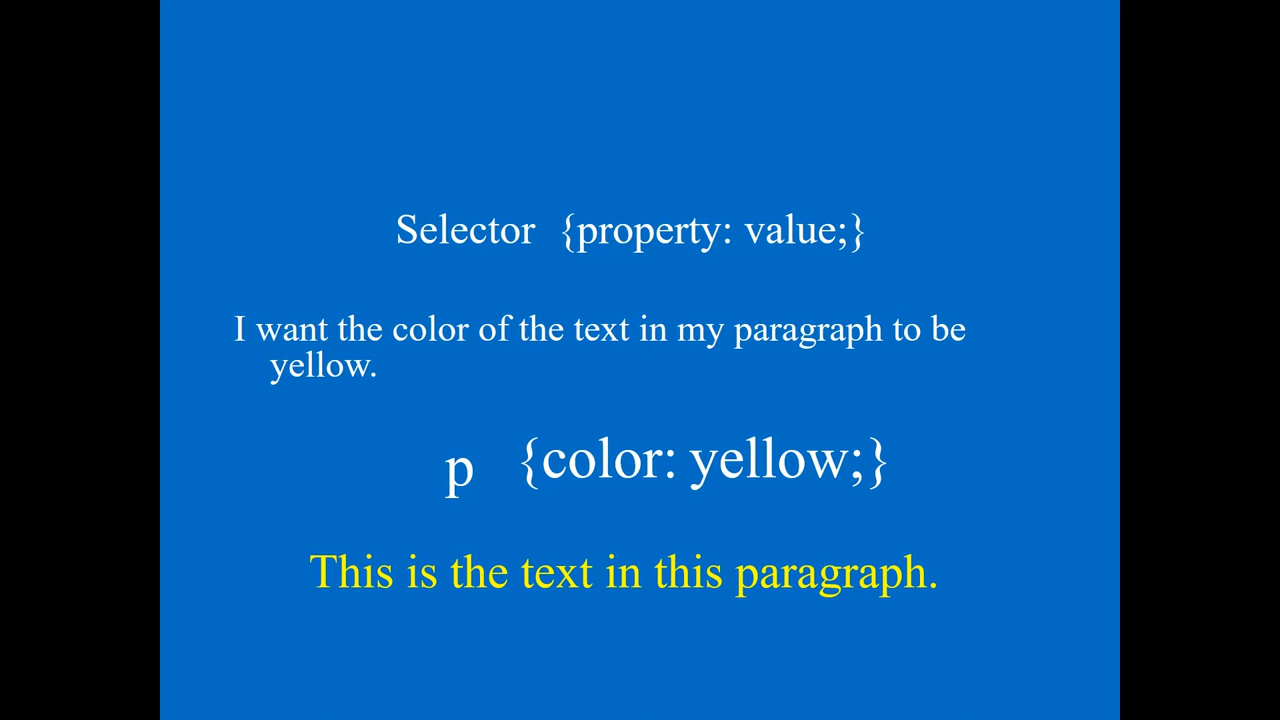 Selector {property: value;}
I want the color of the text in my paragraph to be
yellow.
p {color: yellow;}
This is the text in this paragraph.